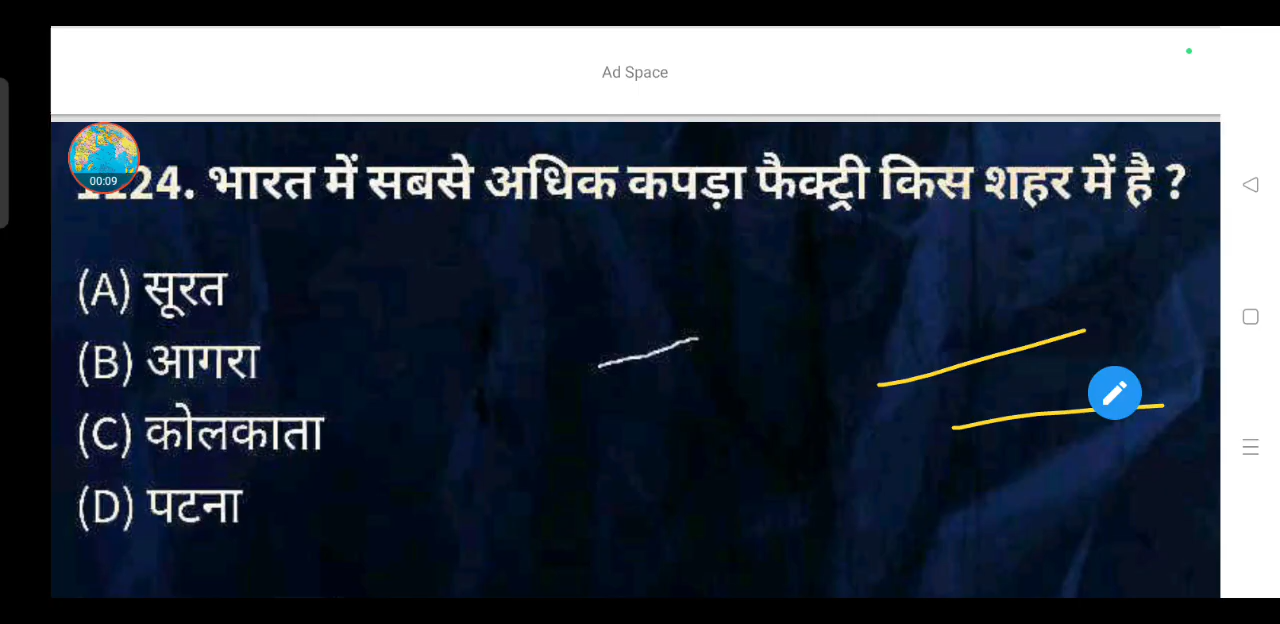 Ad Space
00:09
24. भारत में सबसे अधिक कपड़ा फैक्ट्री किस शहर में है ?
(A) सूरत
(B) आगरा
(C) कोलकाता
(D) पटना